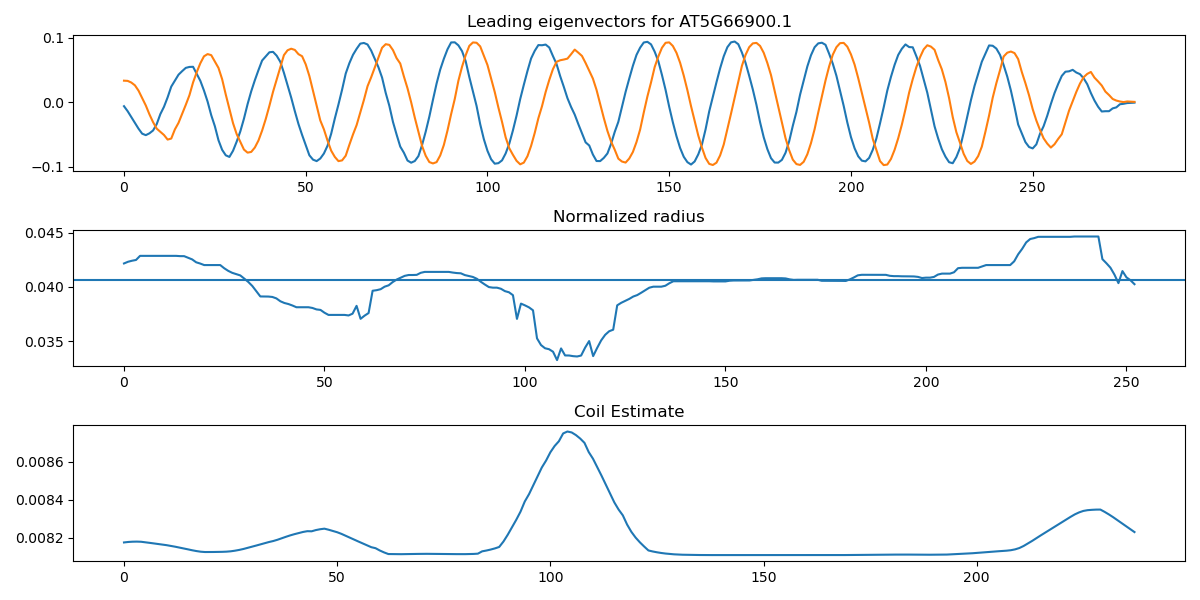 Leading eigenvectors for AT5G66900.1
0.1
0.0
−0.1
0 50 100 150 200 250
Normalized radius
0.045
0.040
0.035
0 50 100 150 200 250
Coil Estimate
0.0086
0.0084
0.0082
0 50 100 150 200